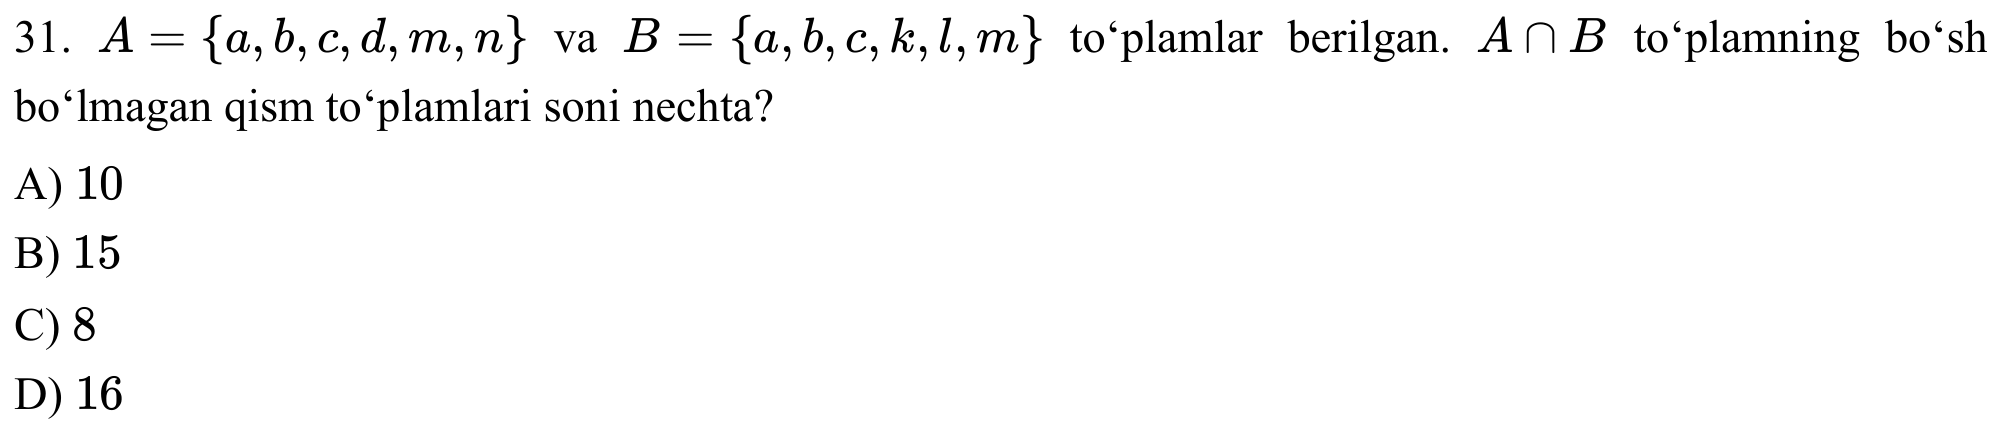 31. A = {a, b, c, d, m, n} va B = {a, b, c, k, l, m} to‘plamlar berilgan. A ∩ B to‘plamning bo‘sh
bo‘lmagan qism to‘plamlari soni nechta?
A) 10
B) 15
C) 8
D) 16